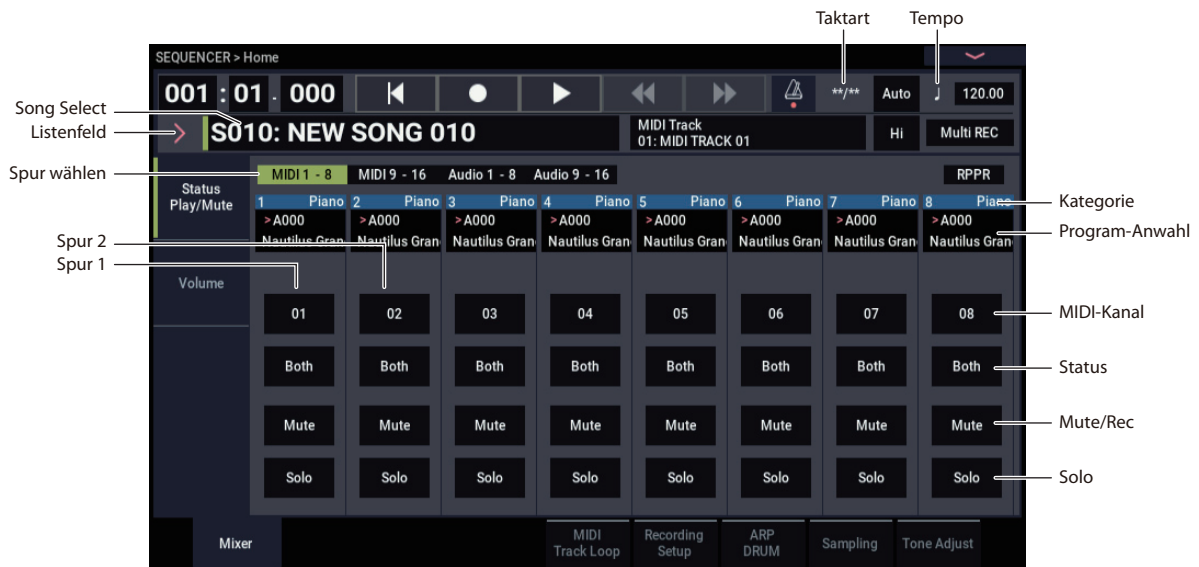 Taktart Tempo
SEQUENCER > Home
001 : 01 . 000 **/** Auto ♩ 120.00
Song Select
Listenfeld
S010: NEW SONG 010
MIDI Track
01: MIDI TRACK 01
Hi Multi REC
Spur wählen
Status
Play/Mute
MIDI 1 - 8 MIDI 9 - 16 Audio 1 - 8 Audio 9 - 16 RPPR
1 Piano 2 Piano 3 Piano 4 Piano 5 Piano 6 Piano 7 Piano 8 Piano
Kategorie
>A000 >A000 >A000 >A000 >A000 >A000 >A000 >A000
Nautilus Gran Nautilus Gran Nautilus Gran Nautilus Gran Nautilus Gran Nautilus Gran Nautilus Gran Nautilus Gran
Program-Anwahl
Spur 2
Spur 1
Volume
01 02 03 04 05 06 07 08
MIDI-Kanal
Both Both Both Both Both Both Both Both
Status
Mute Mute Mute Mute Mute Mute Mute Mute
Mute/Rec
Solo Solo Solo Solo Solo Solo Solo Solo
Solo
Mixer
MIDI
Track Loop
Recording
Setup
ARP
DRUM
Sampling
Tone Adjust